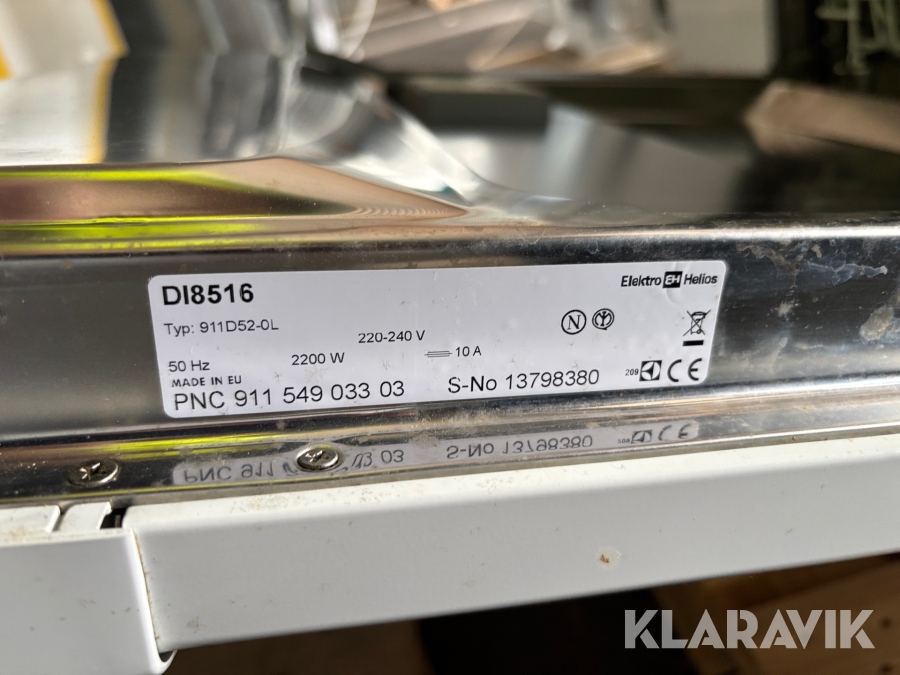 DI8516
Elektro EH Helios
Typ: 911D52-0L
N
220-240 V
50 Hz
2200 W
10 A
MADE IN EU
209
CE
PNC 911 549 033 03
S-No 13798380
KLARAVIK